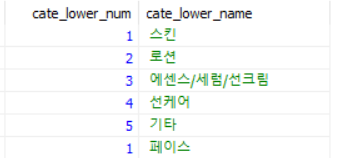 cate_lower_num cate_lower_name
1 스킨
2 로션
3 에센스/세럼/선크림
4 선케어
5 기타
1 페이스